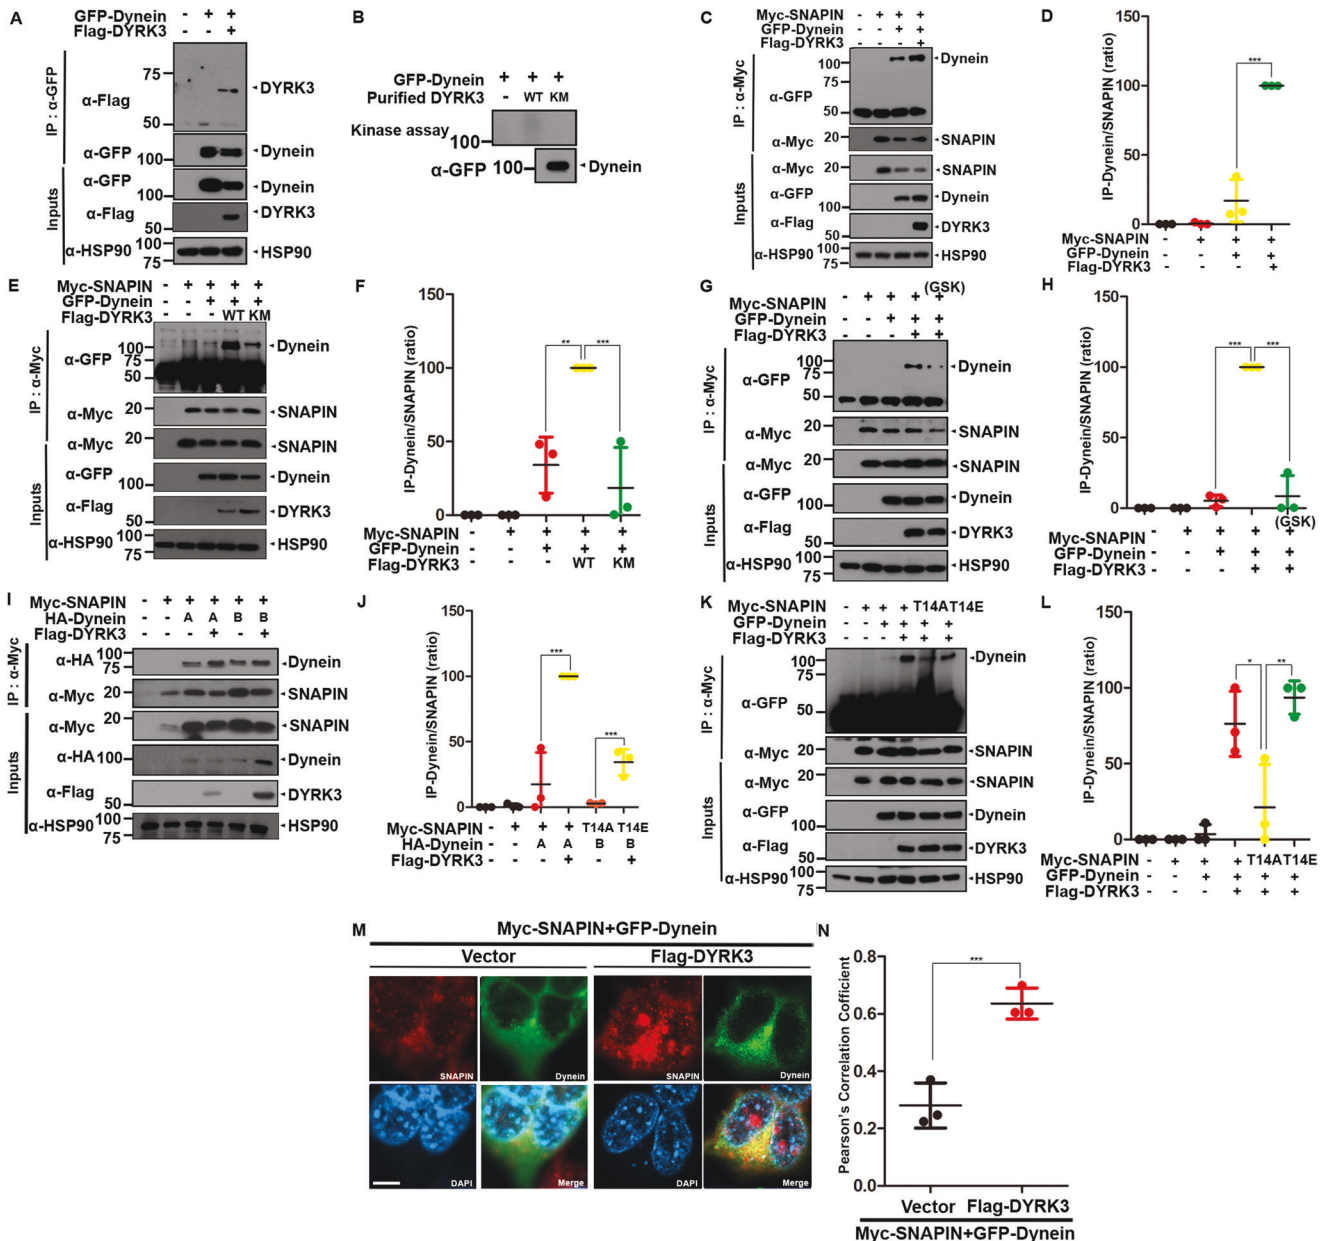 A
GFP-Dynein - + +
Flag-DYRK3 - - +
IP : α-GFP
75
α-Flag
DYRK3
50
α-GFP 100 Dynein
Inputs
α-GFP 100 Dynein
α-Flag 50 DYRK3
α-HSP90 100 75 HSP90
B
GFP-Dynein + + +
Purified DYRK3 - WT KM
Kinase assay 100
α-GFP 100 Dynein
C
Myc-SNAPIN - + + +
GFP-Dynein - - + +
Flag-DYRK3 - - - +
IP : α-Myc
100 Dynein
75
α-GFP
50
α-Myc 20 SNAPIN
Inputs
α-Myc 20 SNAPIN
α-GFP 100 Dynein
α-Flag 50 DYRK3
α-HSP90 100 75 HSP90
D
IP-Dynein/SNAPIN (ratio)
150
100
50
0
***
Myc-SNAPIN - + + +
GFP-Dynein - - + +
Flag-DYRK3 - - - +
E
Myc-SNAPIN - + + + +
GFP-Dynein - - + + +
Flag-DYRK3 - - - WT KM
IP : α-Myc
100 Dynein
α-GFP 75
50
α-Myc 20 SNAPIN
Inputs
α-Myc 20 SNAPIN
α-GFP 100 Dynein
α-Flag 50 DYRK3
α-HSP90 100 75 HSP90
F
IP-Dynein/SNAPIN (ratio)
150
100
50
0
** ***
Myc-SNAPIN - + + + +
GFP-Dynein - - + + +
Flag-DYRK3 - - - WT KM
G
(GSK)
Myc-SNAPIN - + + + +
GFP-Dynein - - + + +
Flag-DYRK3 - - - + +
IP : α-Myc
100 Dynein
75
α-GFP
50
α-Myc 20 SNAPIN
Inputs
α-Myc 20 SNAPIN
α-GFP 100 Dynein
α-Flag 50 DYRK3
α-HSP90 100 75 HSP90
H
IP-Dynein/SNAPIN (ratio)
150
100
50
0
*** ***
(GSK)
Myc-SNAPIN - + + + +
GFP-Dynein - - + + +
Flag-DYRK3 - - - + +
I
Myc-SNAPIN - + + + + +
HA-Dynein - - A A B B
Flag-DYRK3 - - - + - +
IP : α-Myc
α-HA 100 75 Dynein
α-Myc 20 SNAPIN
Inputs
α-Myc 20 SNAPIN
α-HA 100 Dynein
α-Flag 50 DYRK3
α-HSP90 100 75 HSP90
J
IP-Dynein/SNAPIN (ratio)
150
100
50
0
*** ***
Myc-SNAPIN - + + + T14A T14E
HA-Dynein - - A A B B
Flag-DYRK3 - - - + - +
K
Myc-SNAPIN - + + + T14A T14E
GFP-Dynein - - + + + +
Flag-DYRK3 - - - + + +
IP : α-Myc
100 Dynein
75
α-GFP
50
α-Myc 20 SNAPIN
Inputs
α-Myc 20 SNAPIN
α-GFP 100 Dynein
α-Flag 50 DYRK3
α-HSP90 100 75 HSP90
L
IP-Dynein/SNAPIN (ratio)
150
100
50
0
* **
Myc-SNAPIN - + + + T14A T14E
GFP-Dynein - - + + + +
Flag-DYRK3 - - - + + +
M
Myc-SNAPIN+GFP-Dynein
Vector Flag-DYRK3
SNAPIN Dynein SNAPIN Dynein
DAPI Merge DAPI Merge
N
Pearson's Correlation Cofficient
0.8
0.6
0.4
0.2
0.0
***
Vector Flag-DYRK3
Myc-SNAPIN+GFP-Dynein